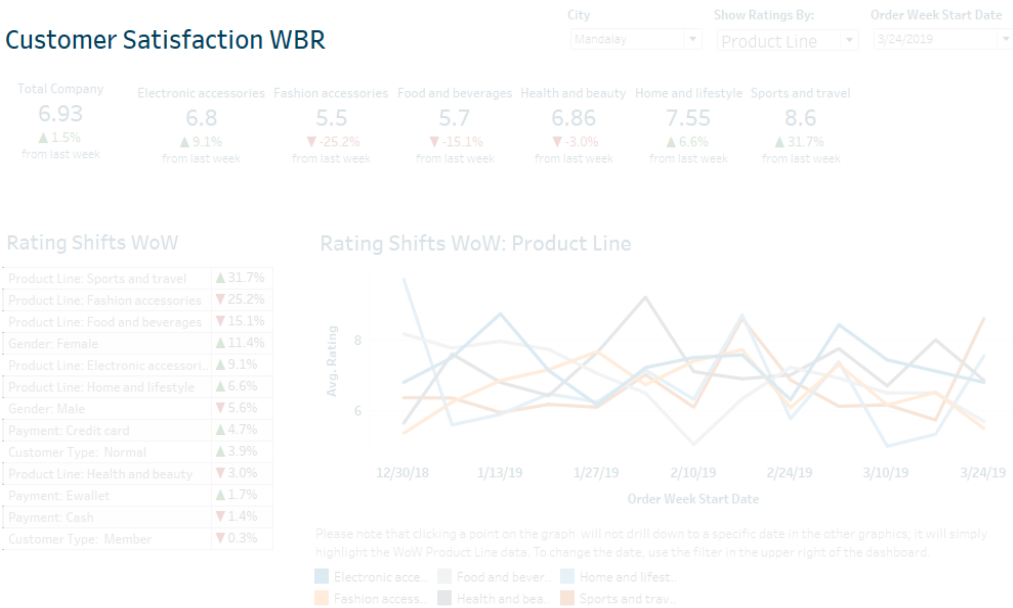 City
Show Ratings By:
Order Week Start Date
Customer Satisfaction WBR
Mandalay
Product Line
3/24/2019
Total Company
6.93
▲ 1.5%
from last week
Electronic accessories
6.8
▲ 9.1%
from last week
Fashion accessories
5.5
▼ -25.2%
from last week
Food and beverages
5.7
▼ -15.1%
from last week
Health and beauty
6.86
▼ -3.0%
from last week
Home and lifestyle
7.55
▲ 6.6%
from last week
Sports and travel
8.6
▲ 31.7%
from last week
Rating Shifts WoW
Product Line: Sports and travel ▲ 31.7%
Product Line: Fashion accessories ▼ 25.2%
Product Line: Food and beverages ▼ 15.1%
Gender: Female ▲ 11.4%
Product Line: Electronic accessori.. ▲ 9.1%
Product Line: Home and lifestyle ▲ 6.6%
Gender: Male ▼ 5.6%
Payment: Credit card ▲ 4.7%
Customer Type: Normal ▲ 3.9%
Product Line: Health and beauty ▼ 3.0%
Payment: Ewallet ▲ 1.7%
Payment: Cash ▼ 1.4%
Customer Type: Member ▼ 0.3%
Rating Shifts WoW: Product Line
Avg. Rating
8
6
12/30/18 1/13/19 1/27/19 2/10/19 2/24/19 3/10/19 3/24/19
Order Week Start Date
Please note that clicking a point on the graph will not drill down to a specific date in the other graphics; it will simply
highlight the WoW Product Line data. To change the date, use the filter in the upper right of the dashboard.
Electronic acce.. Food and bever.. Home and lifest..
Fashion access.. Health and bea.. Sports and trav..